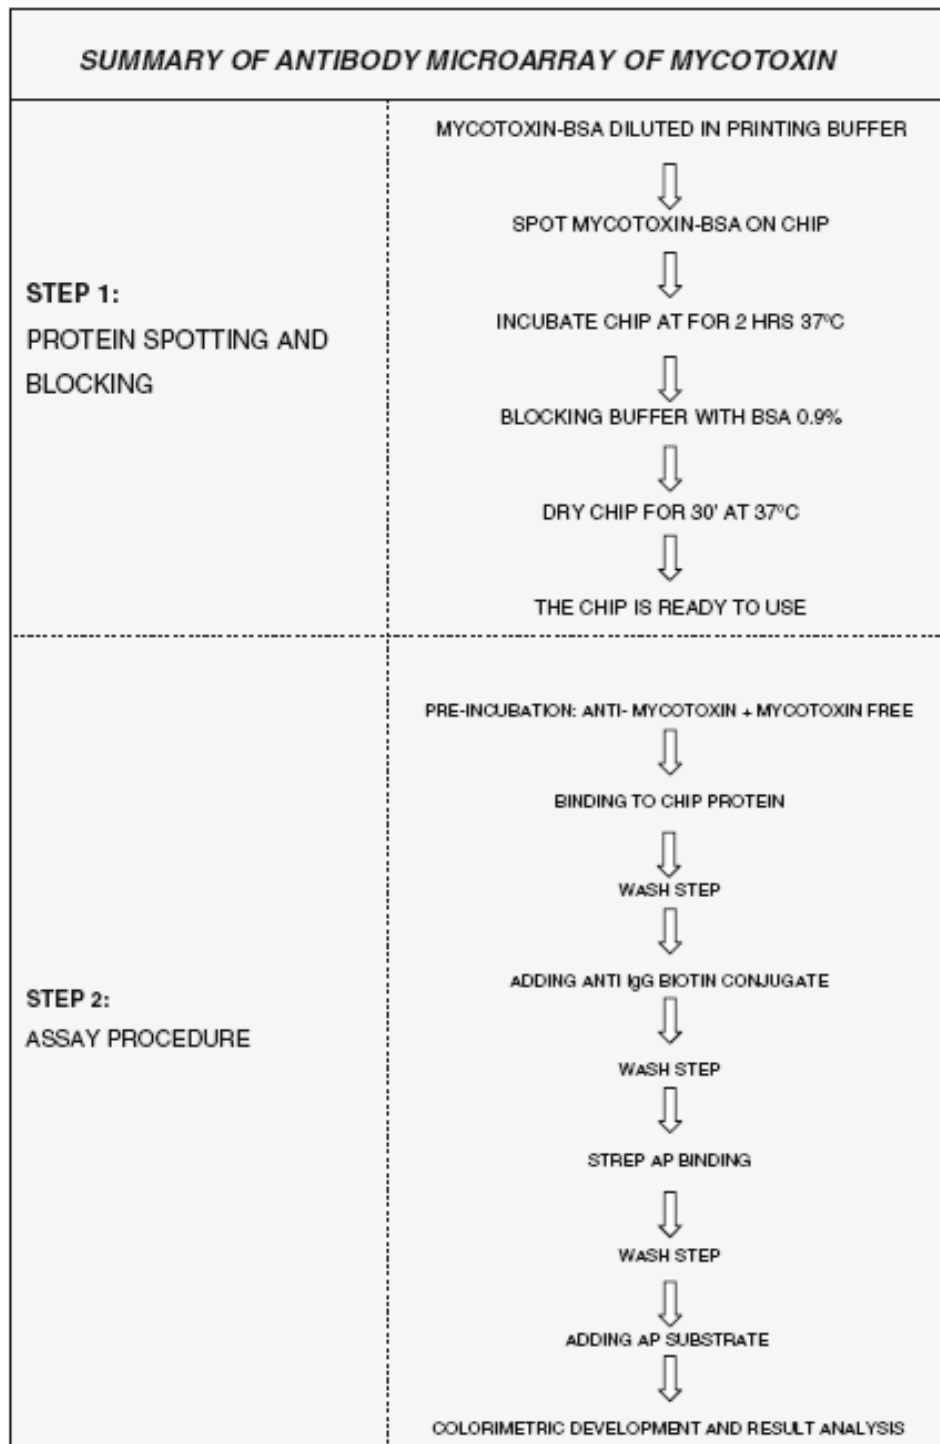 SUMMARY OF ANTIBODY MICROARRAY OF MYCOTOXIN
STEP 1:
PROTEIN SPOTTING AND
BLOCKING
MYCOTOXIN-BSA DILUTED IN PRINTING BUFFER
SPOT MYCOTOXIN-BSA ON CHIP
INCUBATE CHIP AT FOR 2 HRS 37ºC
BLOCKING BUFFER WITH BSA 0.9%
DRY CHIP FOR 30' AT 37ºC
THE CHIP IS READY TO USE
STEP 2:
ASSAY PROCEDURE
PRE-INCUBATION: ANTI- MYCOTOXIN + MYCOTOXIN FREE
BINDING TO CHIP PROTEIN
WASH STEP
ADDING ANTI IgG BIOTIN CONJUGATE
WASH STEP
STREP AP BINDING
WASH STEP
ADDING AP SUBSTRATE
COLORIMETRIC DEVELOPMENT AND RESULT ANALYSIS